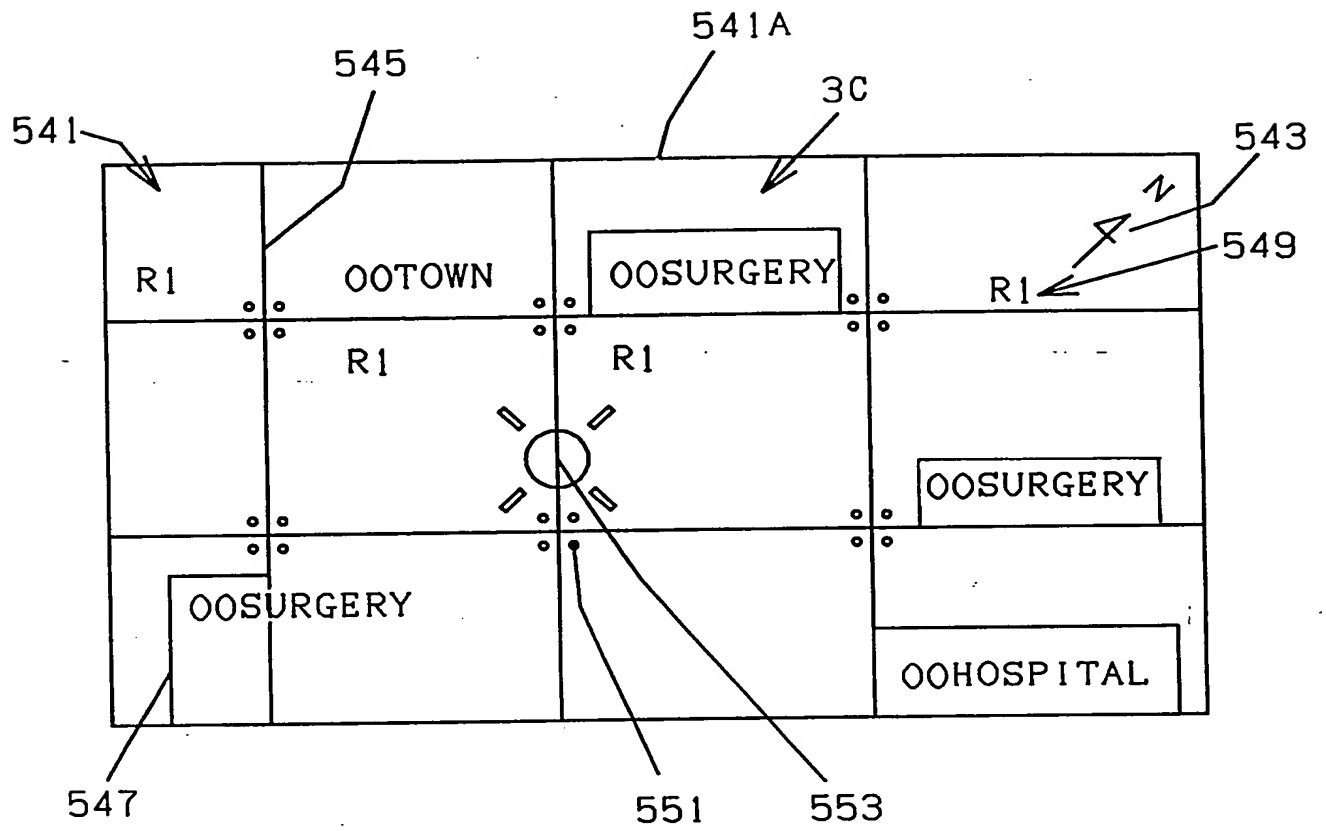 541A
545
3C
541
543
N
549
R1
OOTOWN
OOSURGERY
R1
R1
R1
OOSURGERY
OOSURGERY
OOHOSPITAL
547
551
553